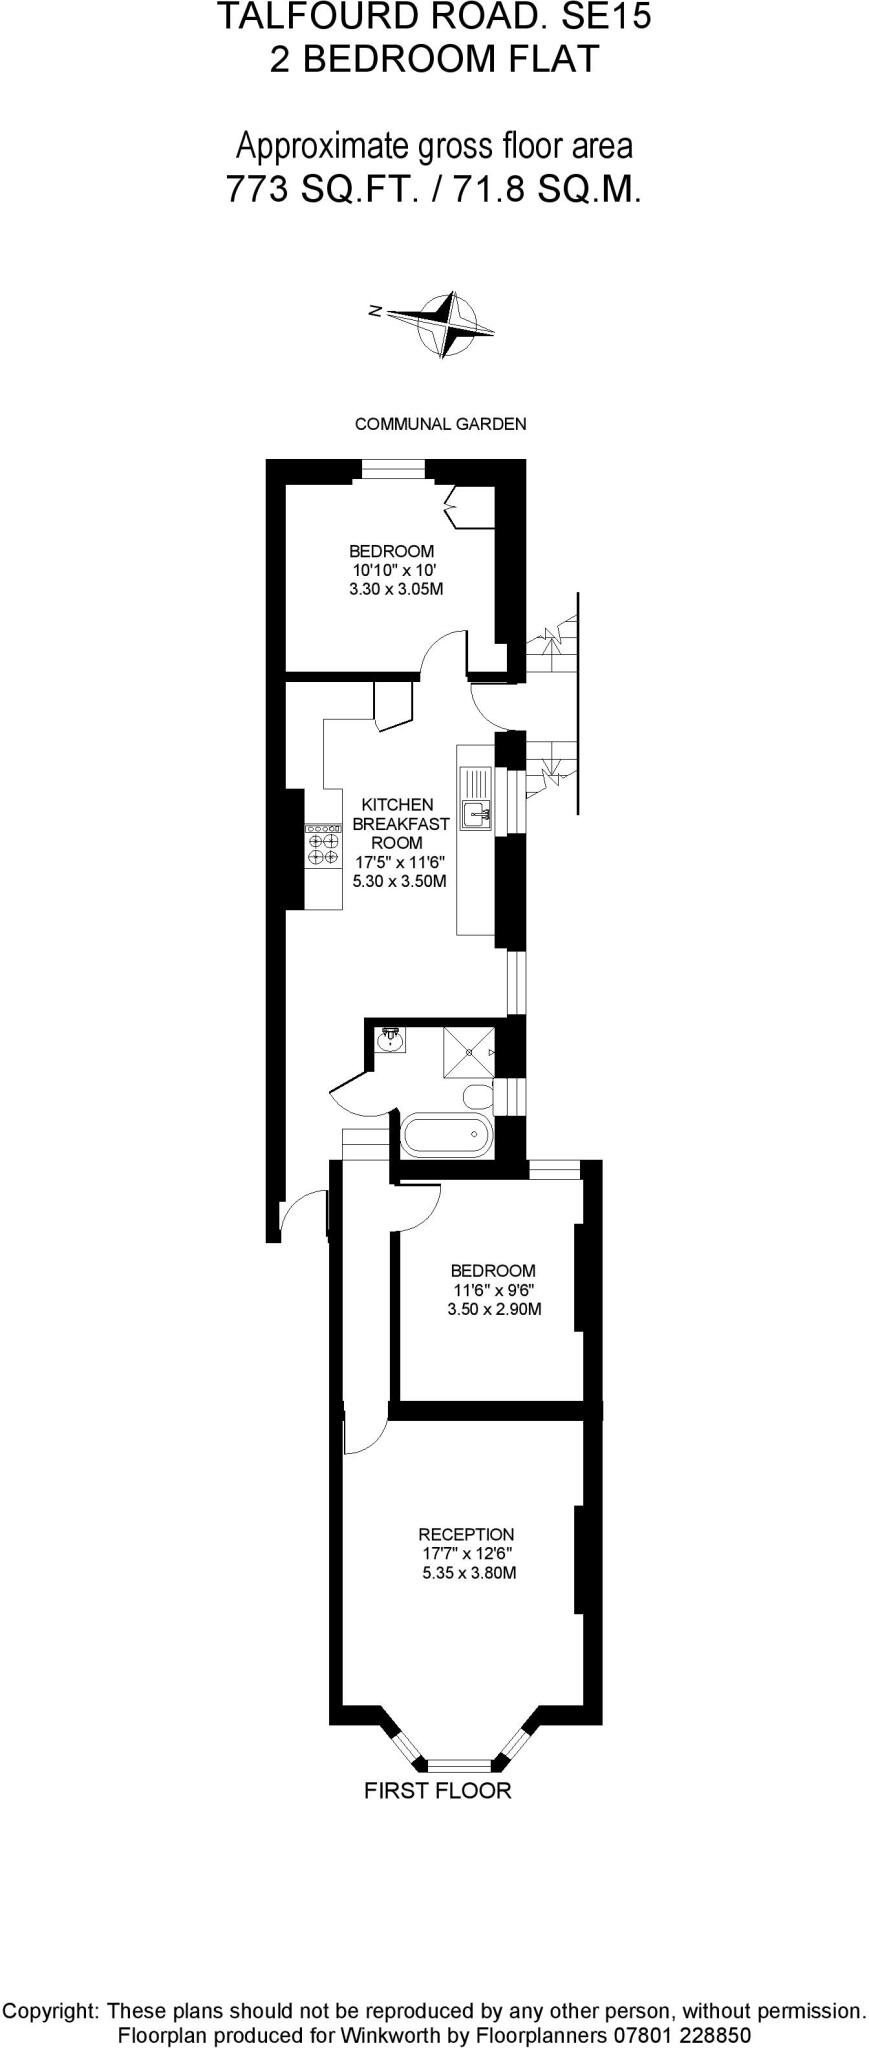 TALFOURD ROAD. SE15
2 BEDROOM FLAT
Approximate gross floor area
773 SQ.FT. / 71.8 SQ.M.
N
COMMUNAL GARDEN
BEDROOM
10'10" x 10'
3.30 x 3.05M
KITCHEN
BREAKFAST
ROOM
17'5" x 11'6"
5.30 x 3.50M
BEDROOM
11'6" x 9'6"
3.50 x 2.90M
RECEPTION
17'7" x 12'6"
5.35 x 3.80M
FIRST FLOOR
Copyright: These plans should not be reproduced by any other person, without permission.
Floorplan produced for Winkworth by Floorplanners 07801 228850